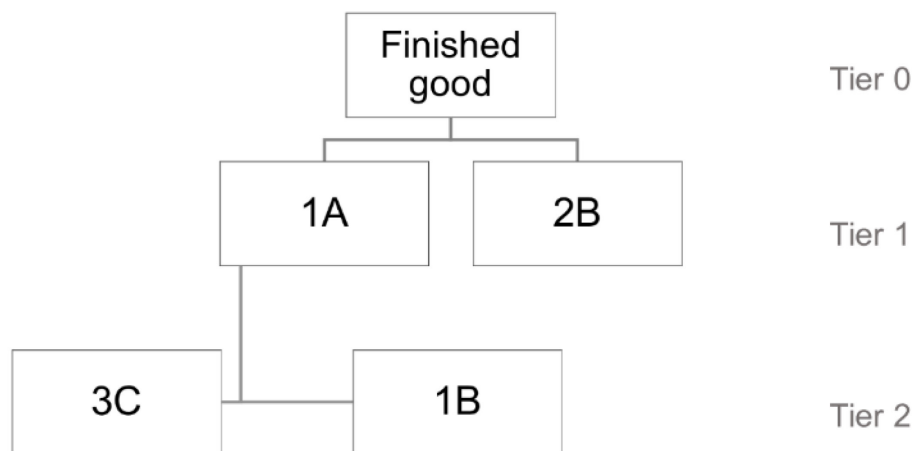 Finished
good
Tier 0
1A
2B
Tier 1
3C
1B
Tier 2